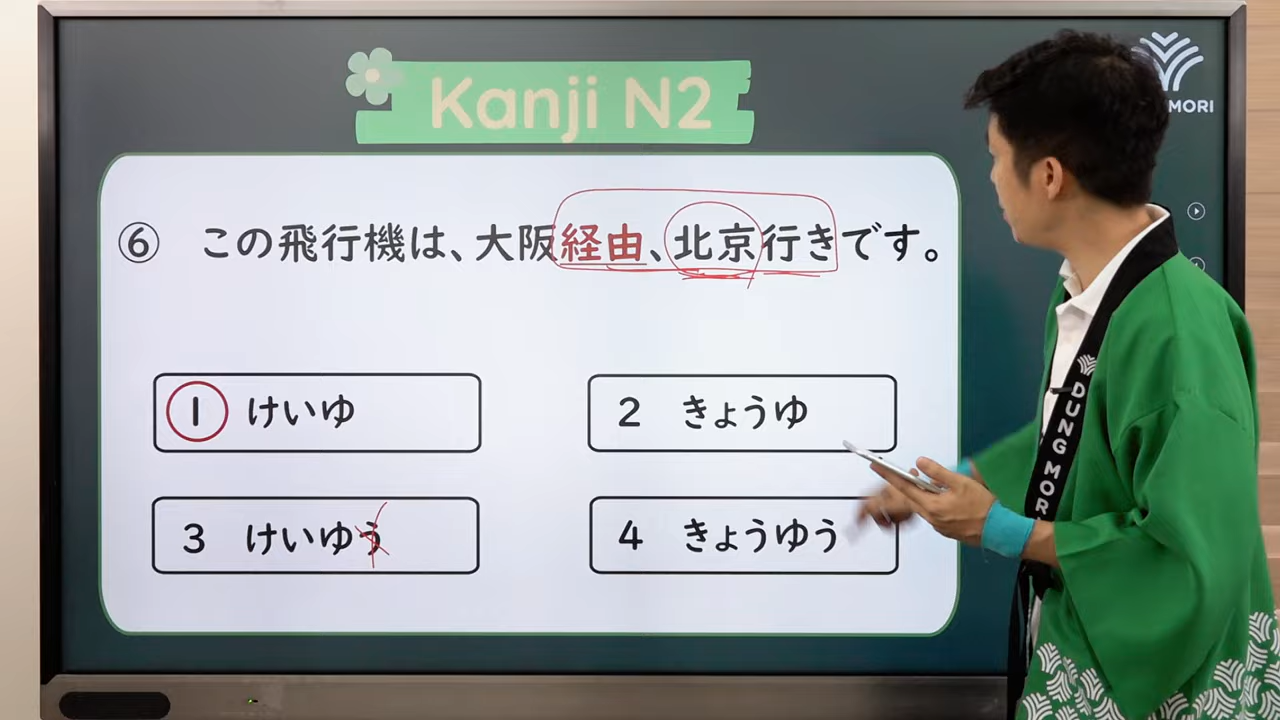 Kanji N2
MORI
⑥ この飛行機は、大阪経由、北京行きです。
1 けいゆ
2 きょうゆ
3 けいゆう
4 きょうゆう
DUNG MOR